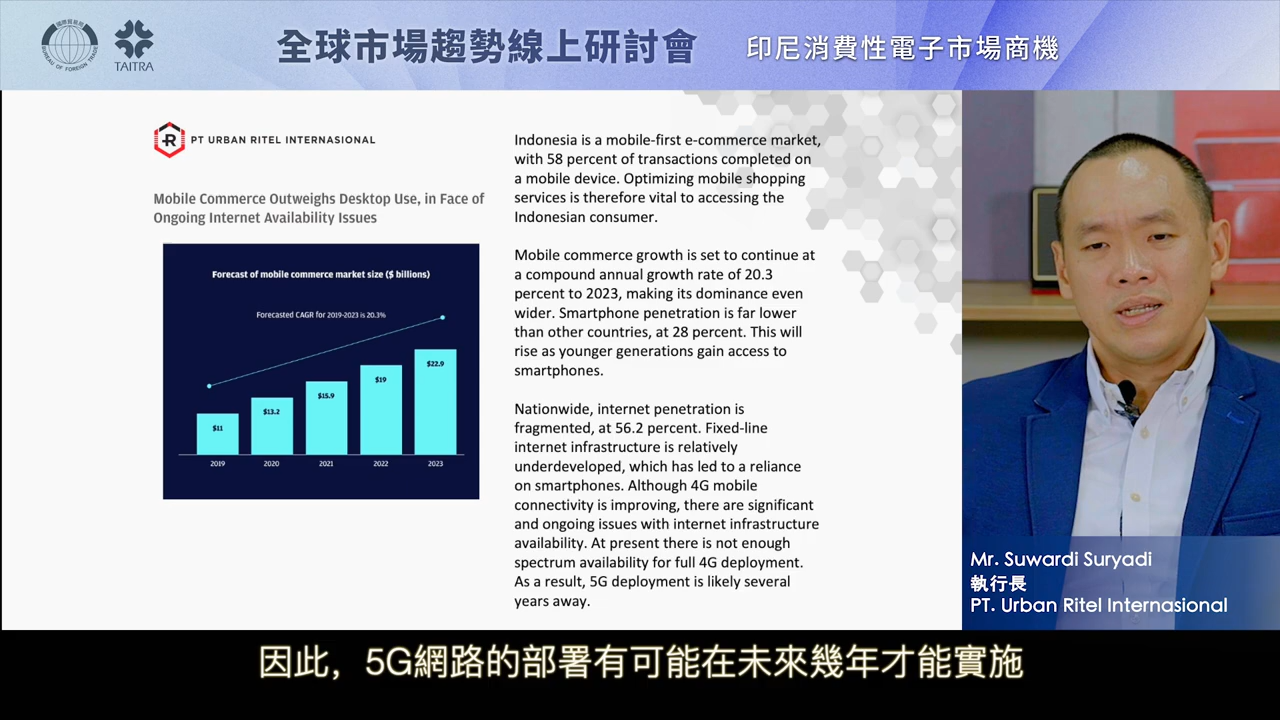 國際貿易局
BUREAU OF FOREIGN TRADE
TAITRA
全球市場趨勢線上研討會
印尼消費性電子市場商機
R
PT URBAN RITEL INTERNASIONAL
Mobile Commerce Outweighs Desktop Use, in Face of
Ongoing Internet Availability Issues
Forecast of mobile commerce market size ($ billions)
Forecasted CAGR for 2019-2023 is 20.3%
$11
$13.2
$15.9
$19
$22.9
2019
2020
2021
2022
2023
Indonesia is a mobile-first e-commerce market,
with 58 percent of transactions completed on
a mobile device. Optimizing mobile shopping
services is therefore vital to accessing the
Indonesian consumer.
Mobile commerce growth is set to continue at
a compound annual growth rate of 20.3
percent to 2023, making its dominance even
wider. Smartphone penetration is far lower
than other countries, at 28 percent. This will
rise as younger generations gain access to
smartphones.
Nationwide, internet penetration is
fragmented, at 56.2 percent. Fixed-line
internet infrastructure is relatively
underdeveloped, which has led to a reliance
on smartphones. Although 4G mobile
connectivity is improving, there are significant
and ongoing issues with internet infrastructure
availability. At present there is not enough
spectrum availability for full 4G deployment.
As a result, 5G deployment is likely several
years away.
Mr. Suwardi Suryadi
執行長
PT. Urban Ritel Internasional
因此，5G網路的部署有可能在未來幾年才能實施